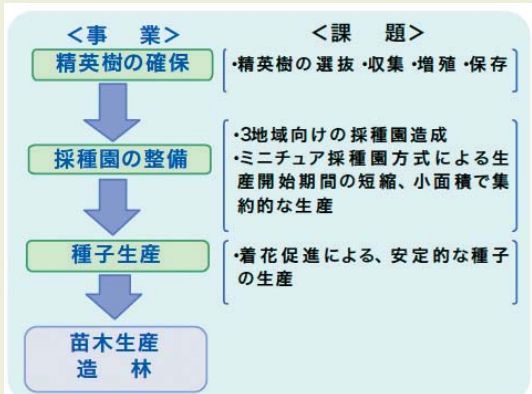 ＜事　業＞
＜課　題＞
精英樹の確保
・精英樹の選抜・収集・増殖・保存
採種園の整備
・3地域向けの採種園造成
・ミニチュア採種園方式による生
産開始期間の短縮、小面積で集
約的な生産
種子生産
・着花促進による、安定的な種子
の生産
苗木生産
造　林